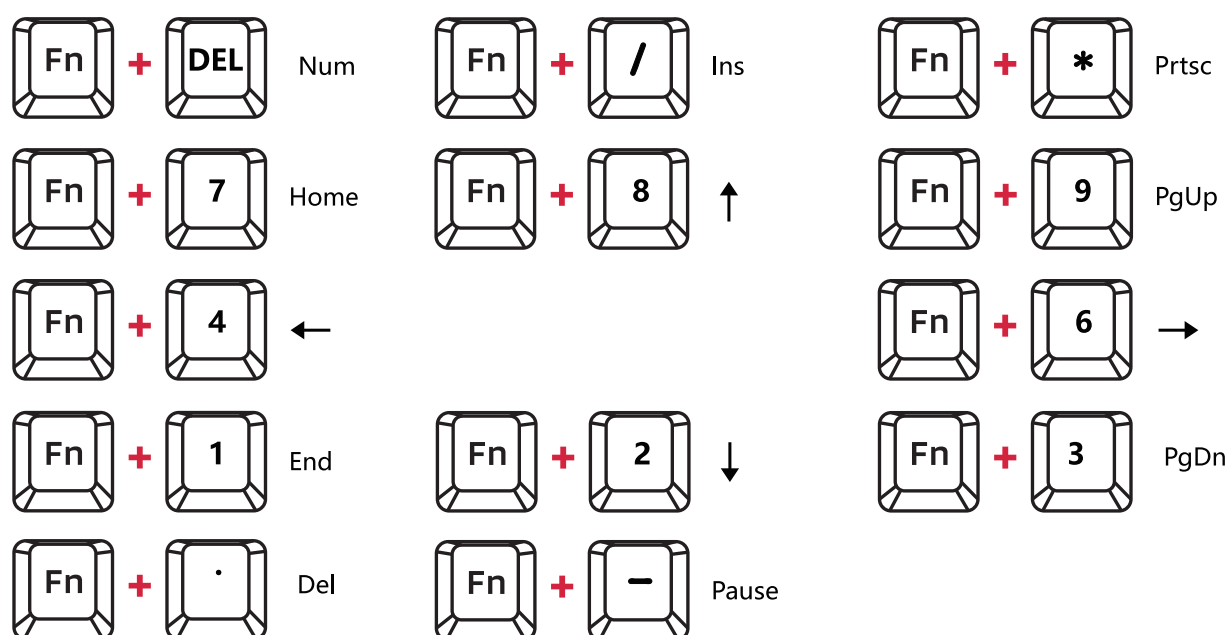 Fn + DEL Num Fn + / Ins Fn + * Prtsc
Fn + 7 Home Fn + 8 ↑ Fn + 9 PgUp
Fn + 4 ← Fn + 6 →
Fn + 1 End Fn + 2 ↓ Fn + 3 PgDn
Fn + . Del Fn + − Pause